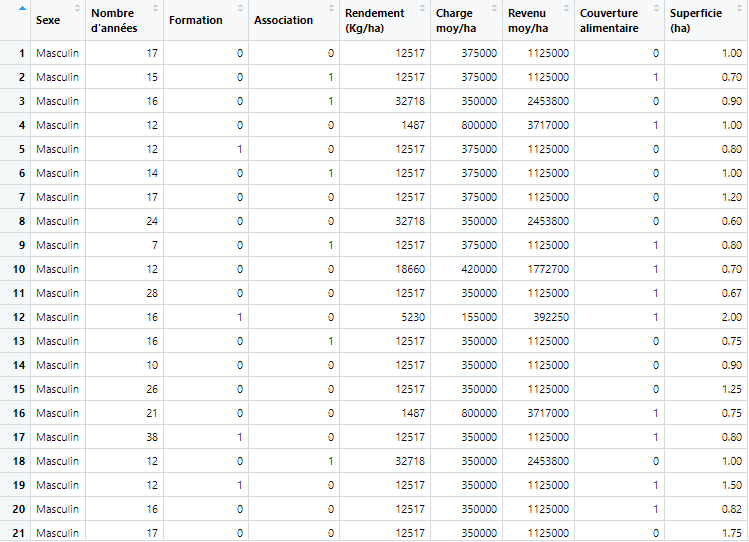 Sexe Nombre d'années Formation Association Rendement (Kg/ha) Charge moy/ha Revenu moy/ha Couverture alimentaire Superficie (ha)
1 Masculin 17 0 0 12517 375000 1125000 0 1.00
2 Masculin 15 0 1 12517 375000 1125000 1 0.70
3 Masculin 16 0 1 32718 350000 2453800 0 0.90
4 Masculin 12 0 0 1487 800000 3717000 1 1.00
5 Masculin 12 1 0 12517 375000 1125000 0 0.80
6 Masculin 14 0 1 12517 375000 1125000 0 1.00
7 Masculin 17 0 0 12517 375000 1125000 0 1.20
8 Masculin 24 0 0 32718 350000 2453800 0 0.60
9 Masculin 7 0 1 12517 375000 1125000 1 0.80
10 Masculin 12 0 0 18660 420000 1772700 1 0.70
11 Masculin 28 0 0 12517 350000 1125000 1 0.67
12 Masculin 16 1 0 5230 155000 392250 1 2.00
13 Masculin 16 0 1 12517 350000 1125000 0 0.75
14 Masculin 10 0 0 12517 350000 1125000 0 0.90
15 Masculin 26 0 0 12517 350000 1125000 0 1.25
16 Masculin 21 0 0 1487 800000 3717000 1 0.75
17 Masculin 38 1 0 12517 350000 1125000 1 0.80
18 Masculin 12 0 1 32718 350000 2453800 0 1.00
19 Masculin 12 1 0 12517 350000 1125000 1 1.50
20 Masculin 16 0 0 12517 350000 1125000 1 0.82
21 Masculin 17 0 0 12517 350000 1125000 0 1.75